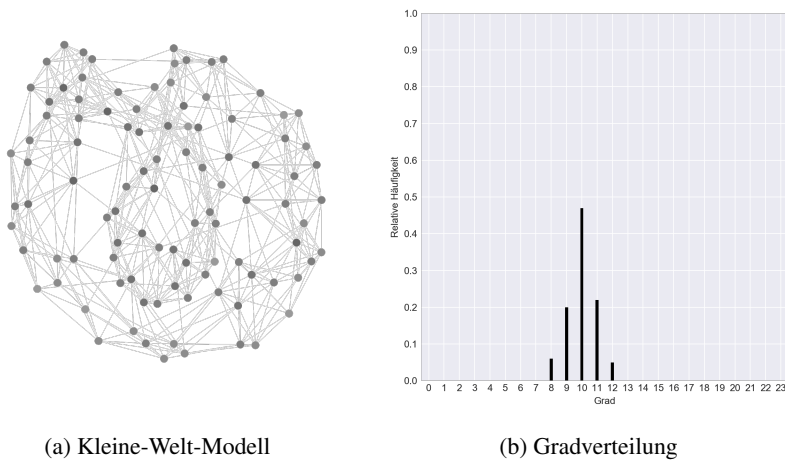 1.0
0.9
0.8
0.7
0.6
0.5
0.4
0.3
0.2
0.1
0.0
Relative Häufigkeit
0 1 2 3 4 5 6 7 8 9 10 11 12 13 14 15 16 17 18 19 20 21 22 23
Grad
(a) Kleine-Welt-Modell
(b) Gradverteilung